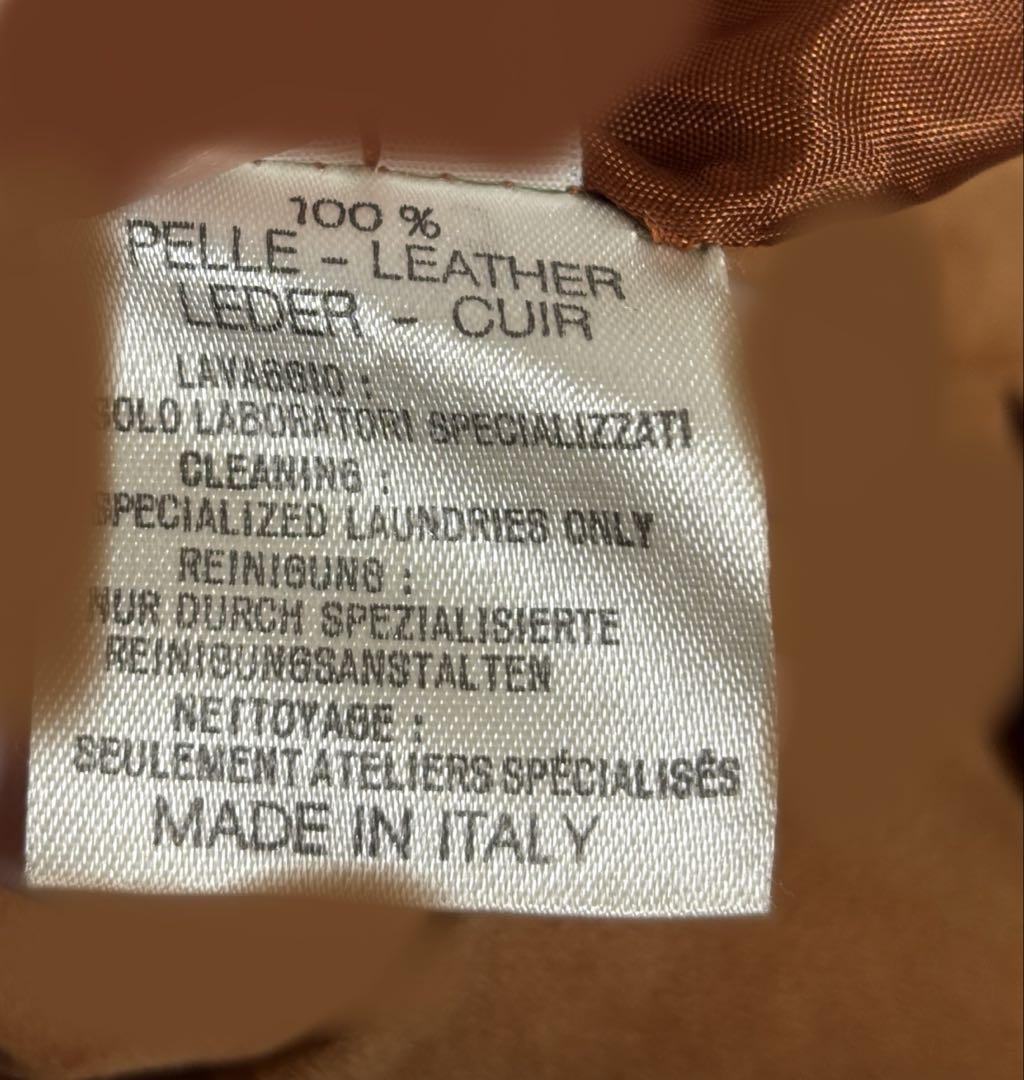 100 %
PELLE - LEATHER
LEDER - CUIR
LAVAGGIO :
SOLO LABORATORI SPECIALIZZATI
CLEANING :
SPECIALIZED LAUNDRIES ONLY
REINIGUNG :
NUR DURCH SPEZIALISIERTE
REINIGUNGSANSTALTEN
NETTOYAGE :
SEULEMENT ATELIERS SPÉCIALISÉS
MADE IN ITALY